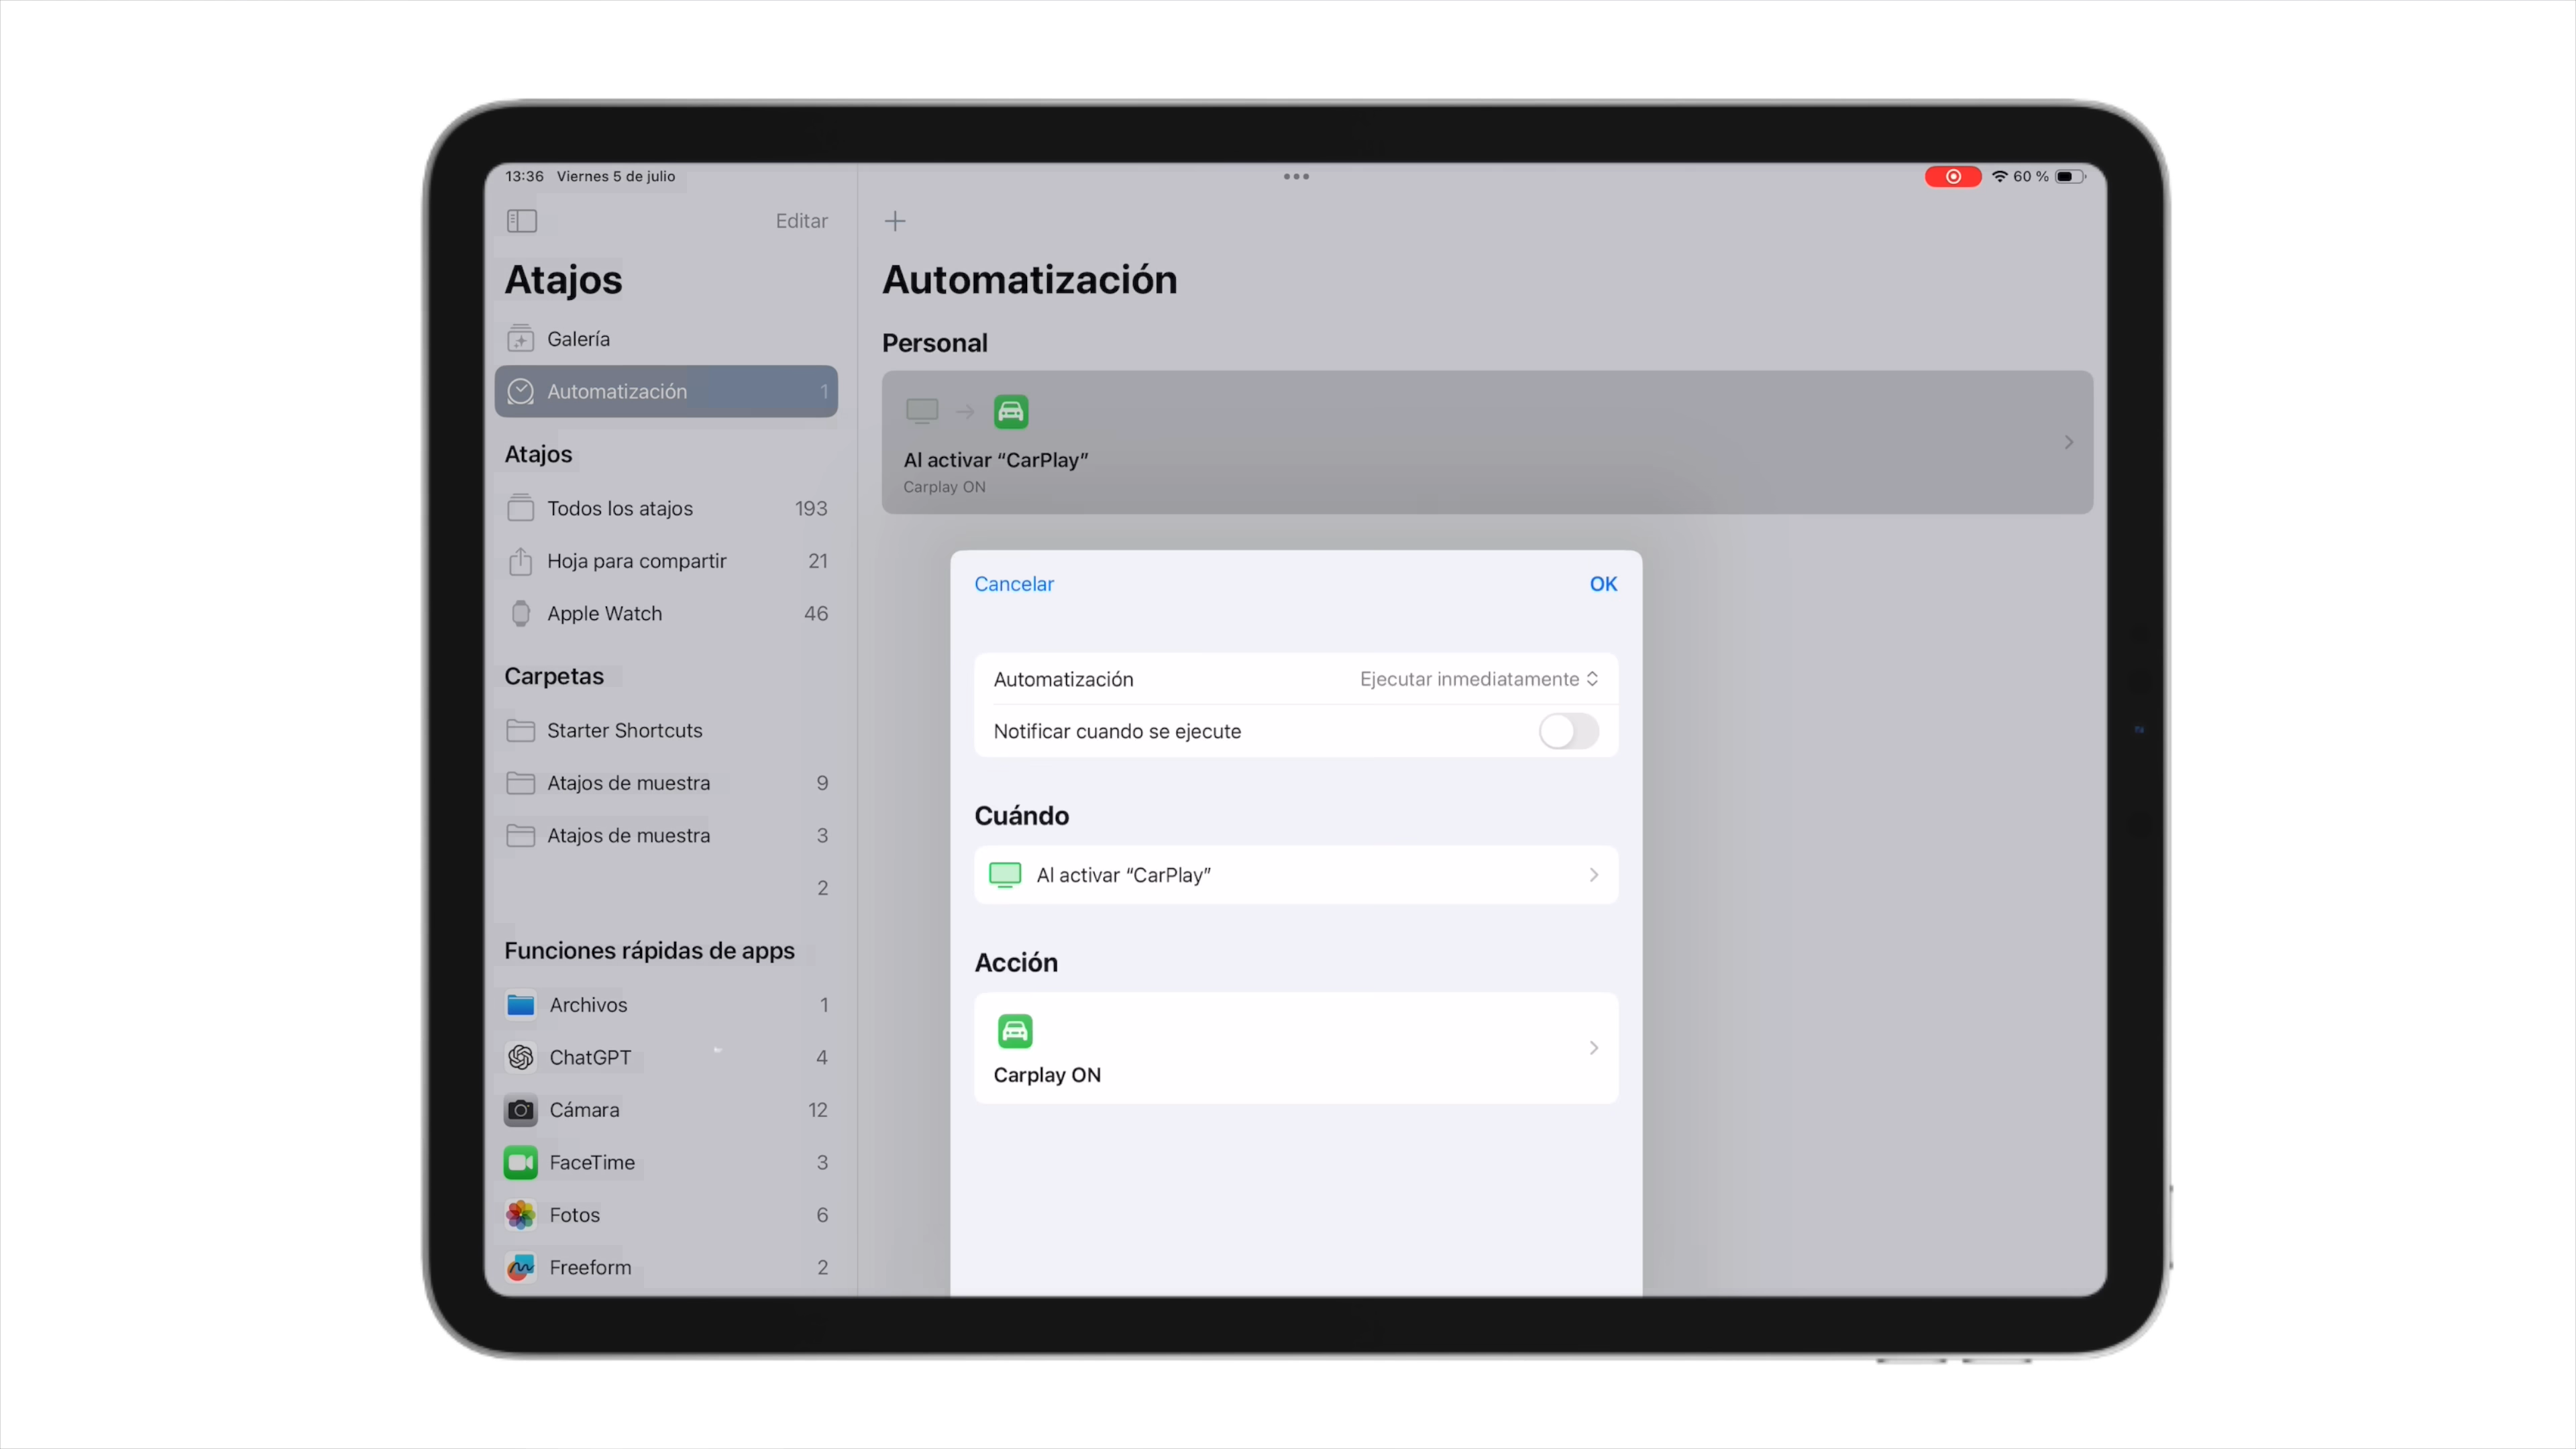 13:36 Viernes 5 de julio
60 %
Editar
Atajos
Galería
Automatización 1
Atajos
Todos los atajos 193
Hoja para compartir 21
Apple Watch 46
Carpetas
Starter Shortcuts
Atajos de muestra 9
Atajos de muestra 3
2
Funciones rápidas de apps
Archivos 1
ChatGPT 4
Cámara 12
FaceTime 3
Fotos 6
Freeform 2
Automatización
Personal
Al activar “CarPlay”
Carplay ON
Cancelar OK
Automatización Ejecutar inmediatamente
Notificar cuando se ejecute
Cuándo
Al activar “CarPlay”
Acción
Carplay ON